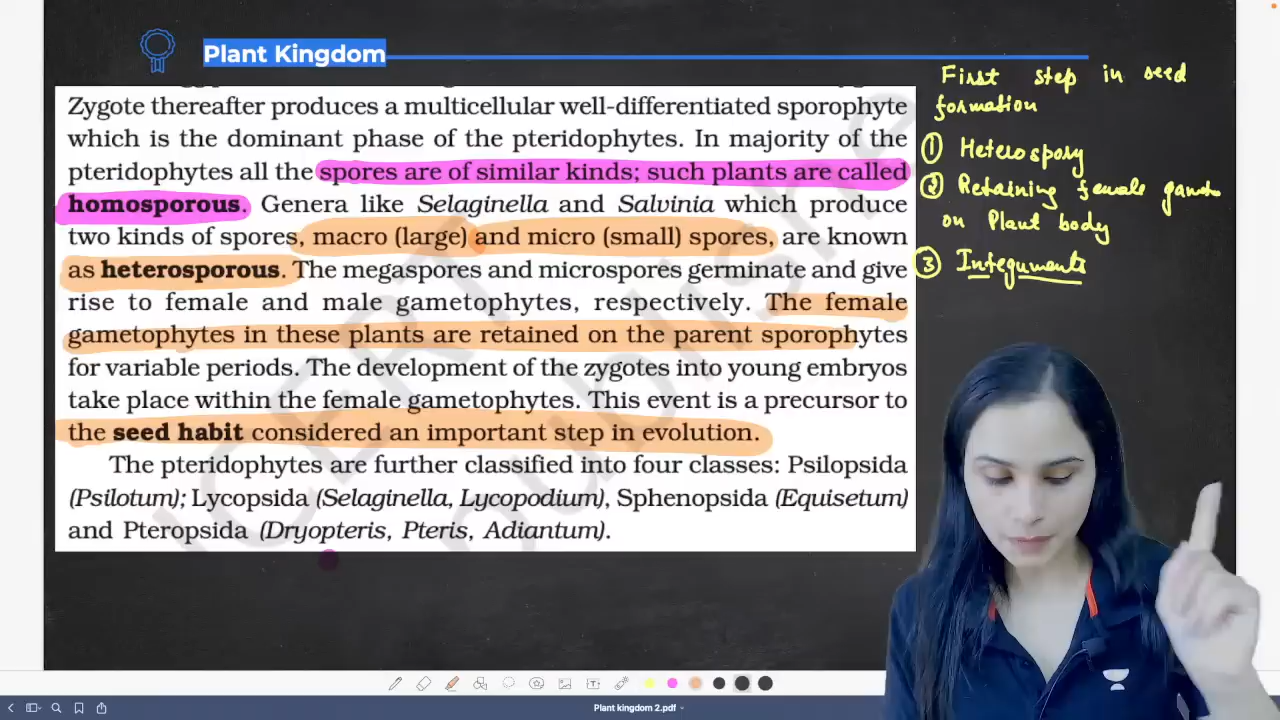 Plant Kingdom
Zygote thereafter produces a multicellular well-differentiated sporophyte
which is the dominant phase of the pteridophytes. In majority of the
pteridophytes all the spores are of similar kinds; such plants are called
homosporous. Genera like Selaginella and Salvinia which produce
two kinds of spores, macro (large) and micro (small) spores, are known
as heterosporous. The megaspores and microspores germinate and give
rise to female and male gametophytes, respectively. The female
gametophytes in these plants are retained on the parent sporophytes
for variable periods. The development of the zygotes into young embryos
take place within the female gametophytes. This event is a precursor to
the seed habit considered an important step in evolution.
The pteridophytes are further classified into four classes: Psilopsida
(Psilotum); Lycopsida (Selaginella, Lycopodium), Sphenopsida (Equisetum)
and Pteropsida (Dryopteris, Pteris, Adiantum).
First step in seed
formation
① Heterospory
② Retaining female
on Plant body
③ Integuments
Plant kingdom 2.pdf